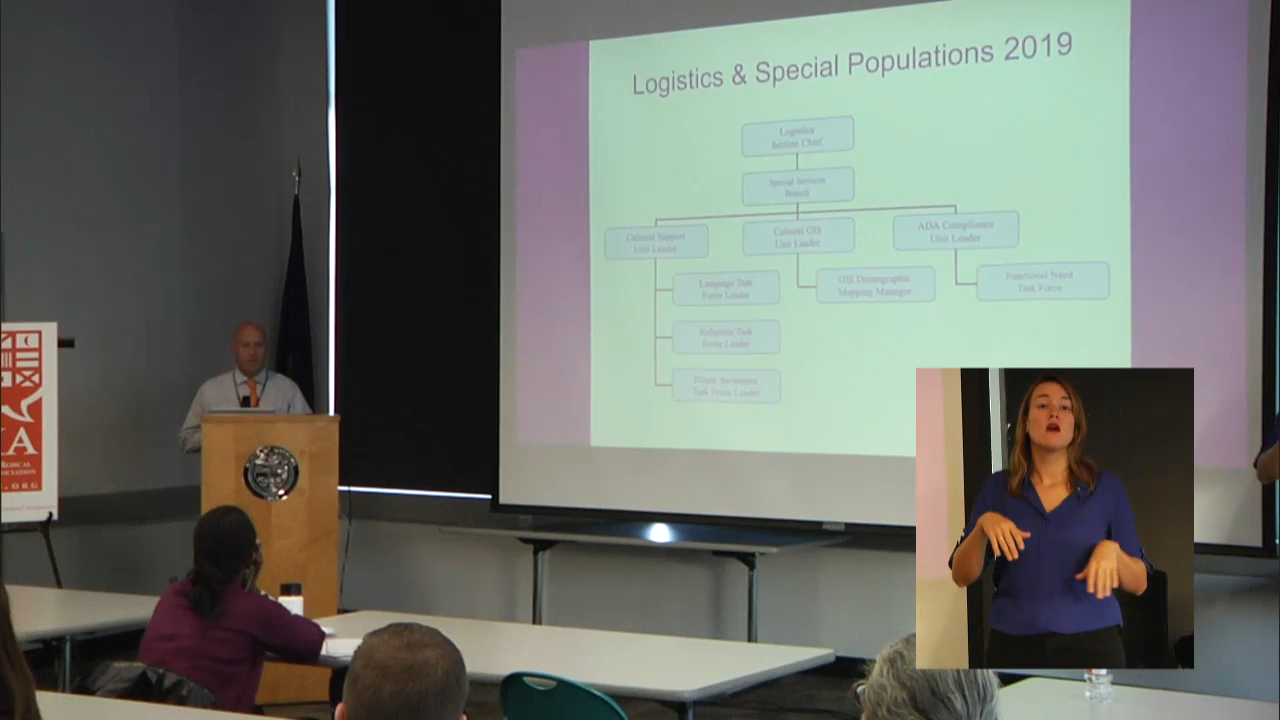 Logistics & Special Populations 2019
Logistics
Section Chief
Special Services
Branch
Cultural Support
Unit Leader
Cultural GIS
Unit Leader
ADA Compliance
Unit Leader
Language Task
Force Leader
GIS Demographic
Mapping Manager
Functional Need
Task Force
Religious Task
Force Leader
Task Force Leader
A
MEDICAL
.ORG